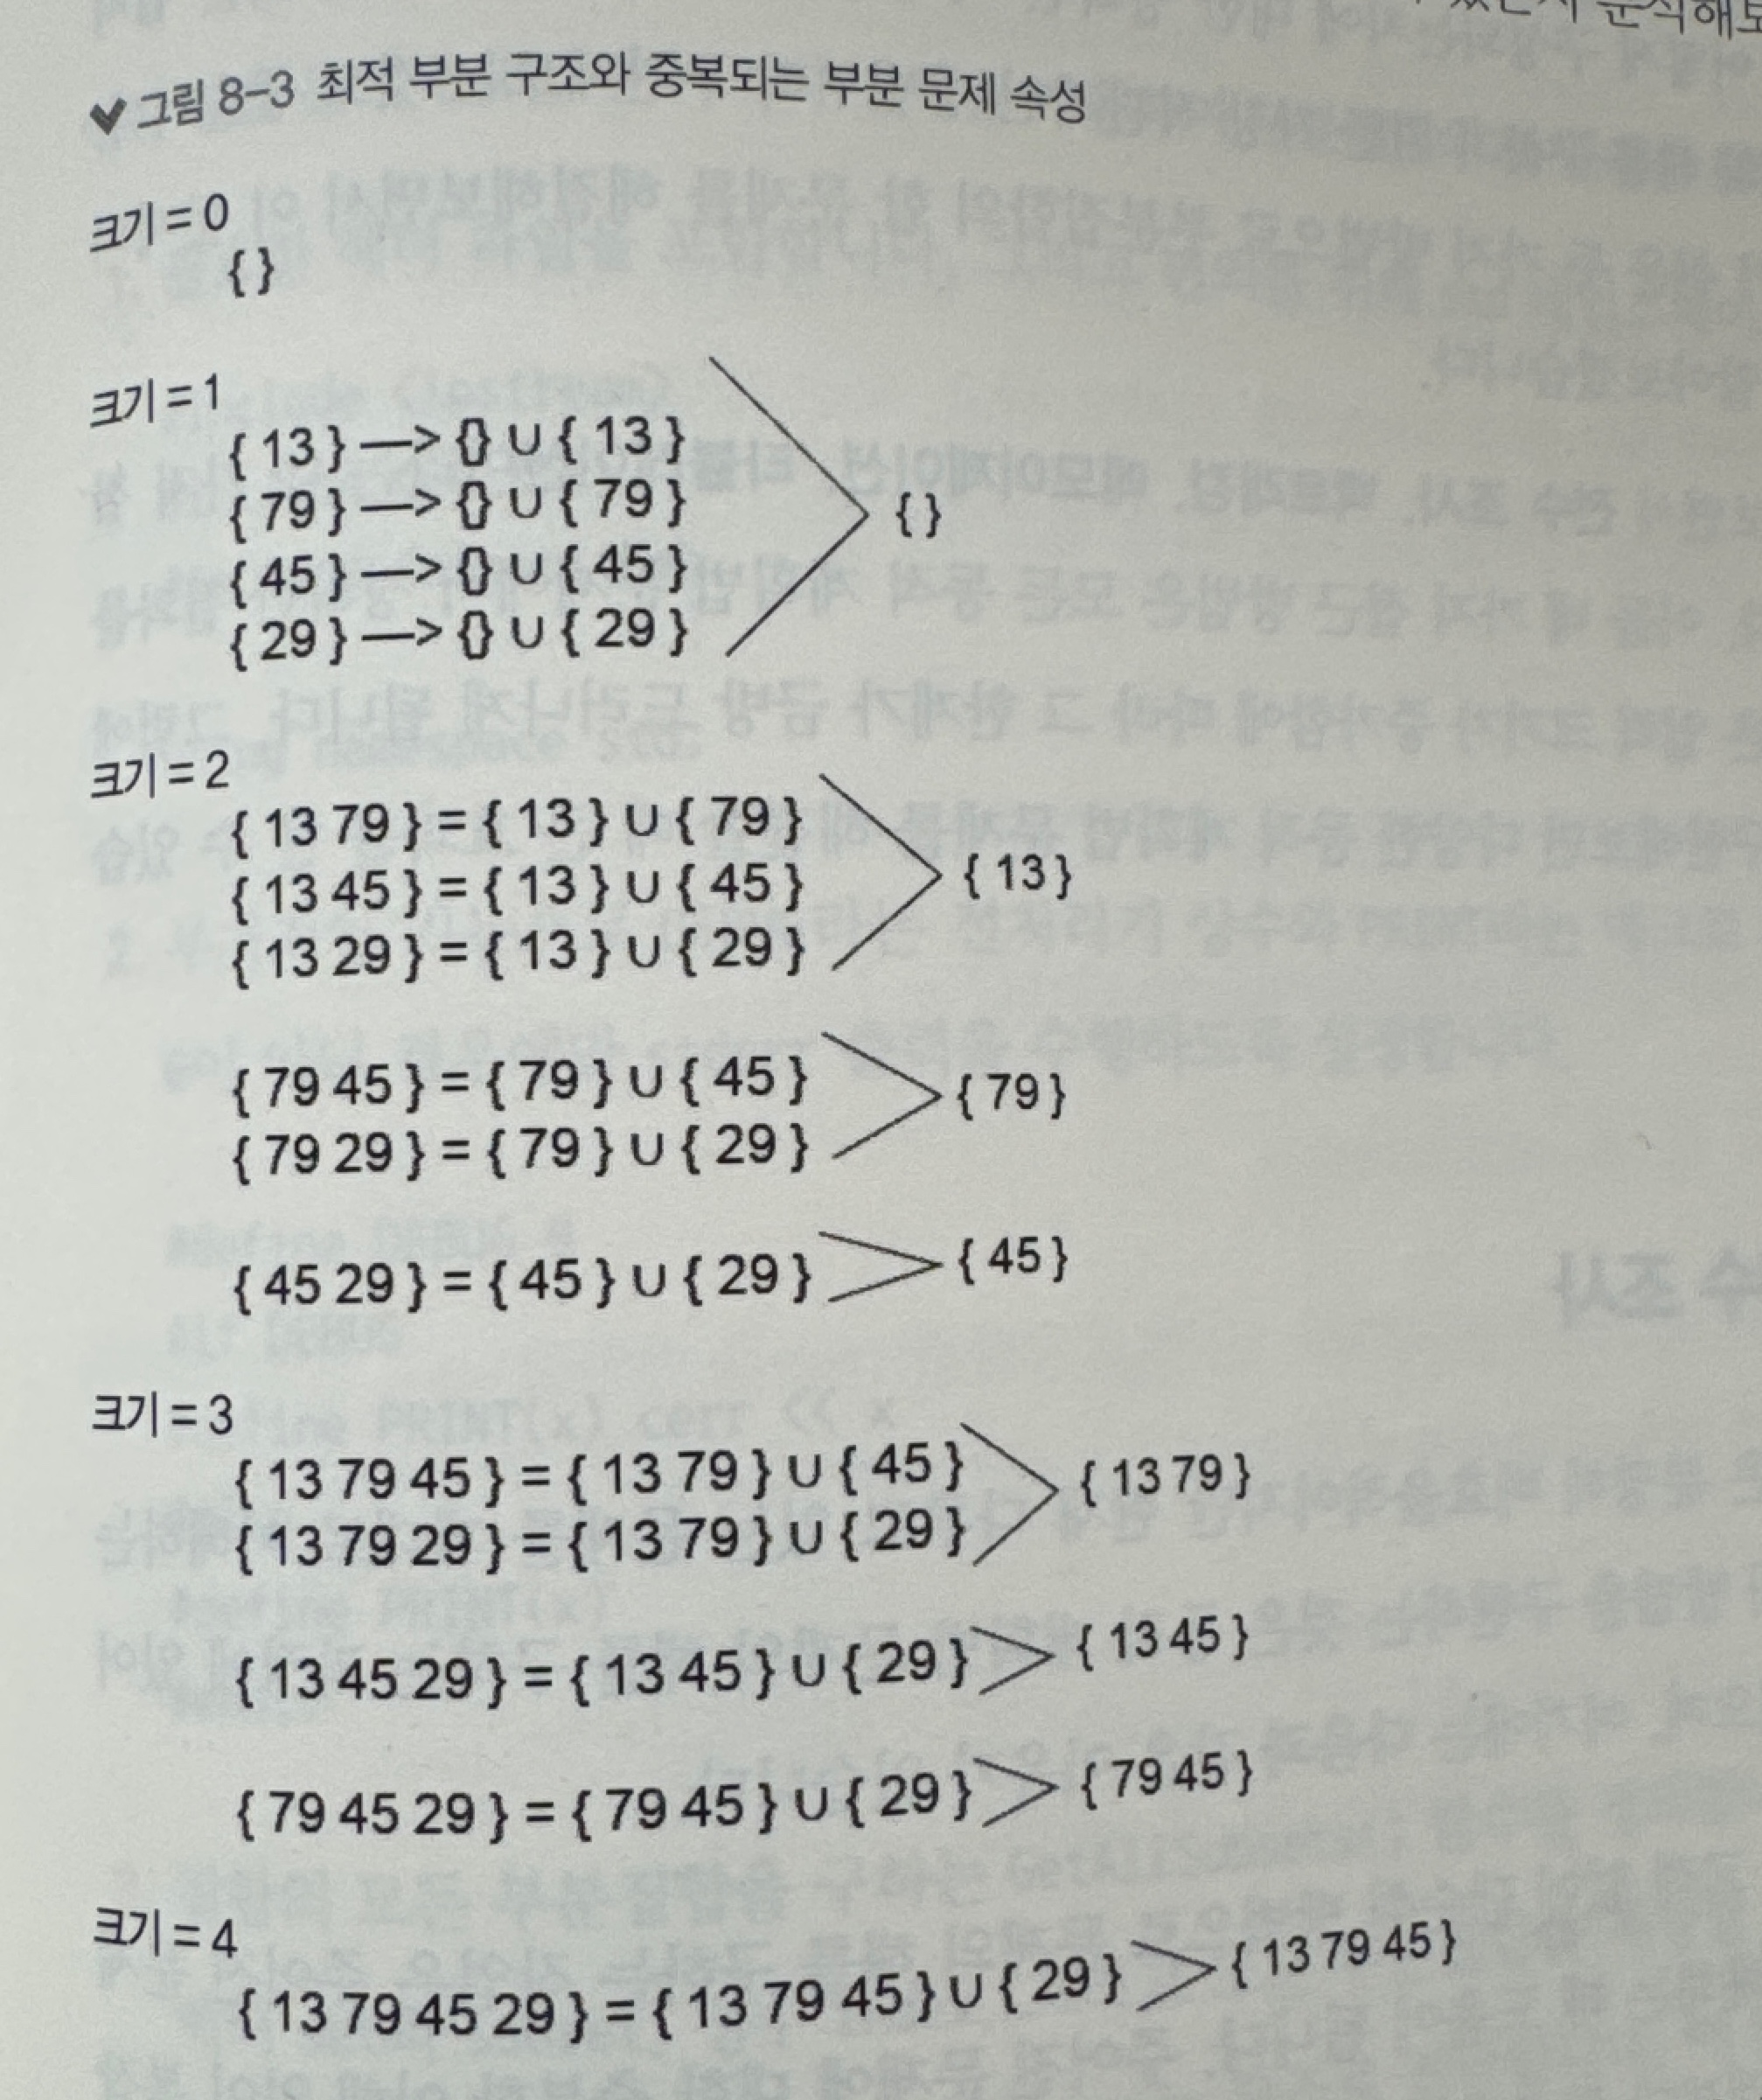 분석해보
그림 8-3 최적 부분 구조와 중복되는 부분 문제 속성
크기 = 0
{ }
크기 = 1
{ 13 } —> {} ∪ { 13 }
{ 79 } —> {} ∪ { 79 }
{ }
{ 45 } —> {} ∪ { 45 }
{ 29 } —> {} ∪ { 29 }
크기 = 2
{ 13 79 } = { 13 } ∪ { 79 }
{ 13 45 } = { 13 } ∪ { 45 } { 13 }
{ 13 29 } = { 13 } ∪ { 29 }
{ 79 45 } = { 79 } ∪ { 45 } { 79 }
{ 79 29 } = { 79 } ∪ { 29 }
{ 45 29 } = { 45 } ∪ { 29 } { 45 }
크기 = 3
{ 13 79 45 } = { 13 79 } ∪ { 45 } { 13 79 }
{ 13 79 29 } = { 13 79 } ∪ { 29 }
{ 13 45 29 } = { 13 45 } ∪ { 29 } { 13 45 }
{ 79 45 29 } = { 79 45 } ∪ { 29 } { 79 45 }
크기 = 4
{ 13 79 45 29 } = { 13 79 45 } ∪ { 29 } { 13 79 45 }